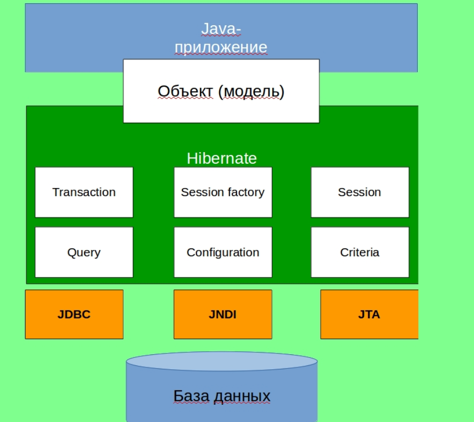 Java-
приложение
Объект (модель)
Hibernate
Transaction
Session factory
Session
Query
Configuration
Criteria
JDBC
JNDI
JTA
База данных